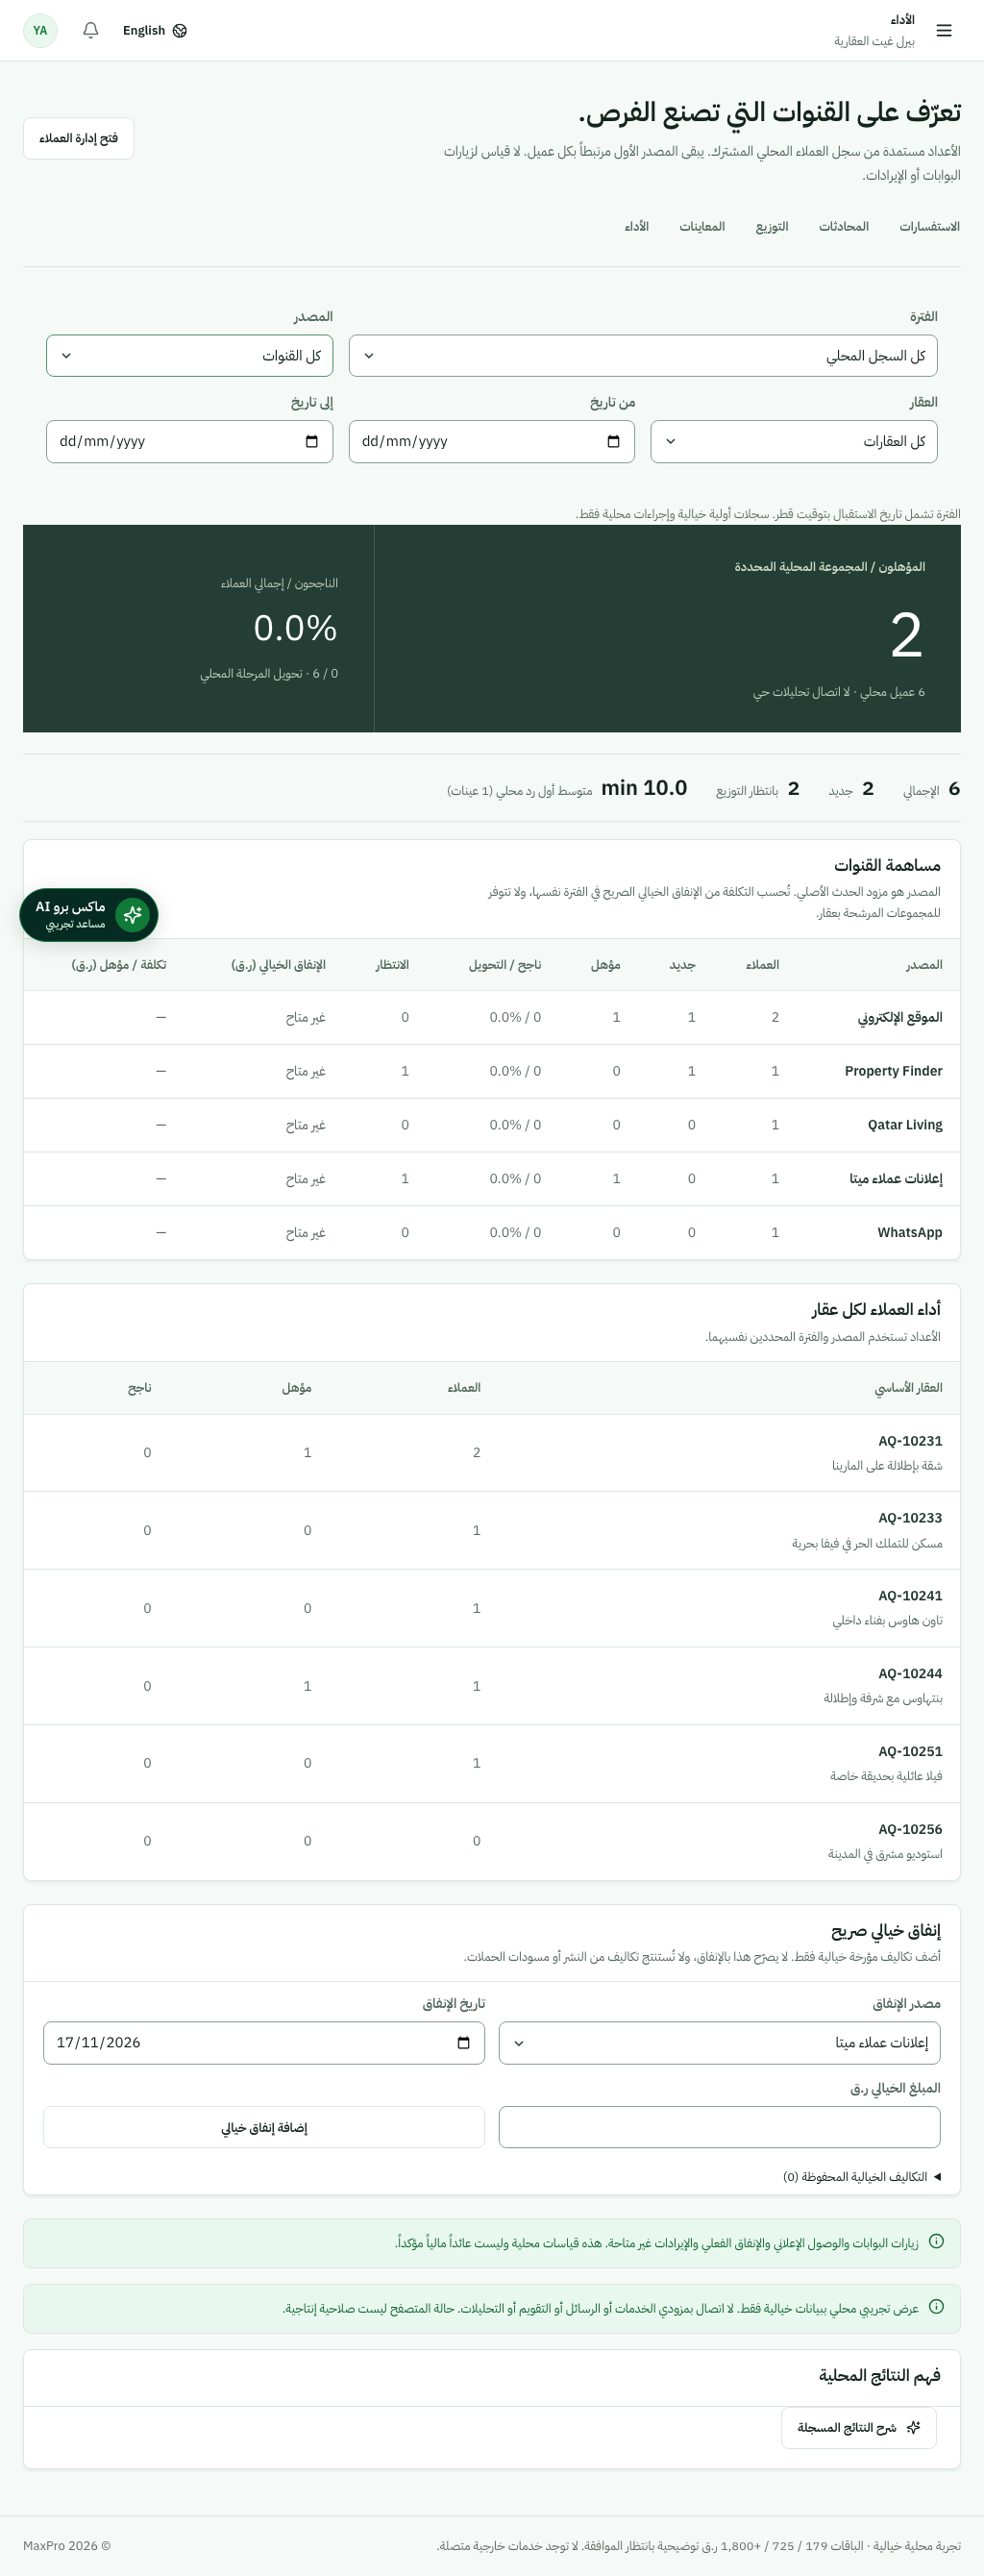 الأداء
بيرل غيت العقارية
English
YA
تعرّف على القنوات التي تصنع الفرص.
الأعداد مستمدة من سجل العملاء المحلي المشترك. يبقى المصدر الأول مرتبطاً بكل عميل. لا قياس لزيارات
البوابات أو الإيرادات.
فتح إدارة العملاء
الاستفسارات
المحادثات
التوزيع
المعاينات
الأداء
الفترة
المصدر
كل السجل المحلي
كل القنوات
العقار
من تاريخ
إلى تاريخ
كل العقارات
dd/mm/yyyy
dd/mm/yyyy
الفترة تشمل تاريخ الاستقبال بتوقيت قطر. سجلات أولية خيالية وإجراءات محلية فقط.
المؤهلون / المجموعة المحلية المحددة
2
6 عميل محلي · لا اتصال تحليلات حي
الناجحون / إجمالي العملاء
0.0%
0 / 6 · تحويل المرحلة المحلي
6 الإجمالي
2 جديد
2 بانتظار التوزيع
10.0 min متوسط أول رد محلي (1 عينات)
مساهمة القنوات
المصدر هو مزود الحدث الأصلي. تُحسب التكلفة من الإنفاق الخيالي الصريح في الفترة نفسها، ولا تتوفر
للمجموعات المرشحة بعقار.
ماكس برو AI
مساعد تجريبي
المصدر العملاء جديد مؤهل ناجح / التحويل الانتظار الإنفاق الخيالي (ر.ق) تكلفة / مؤهل (ر.ق)
الموقع الإلكتروني 2 1 1 0 / 0.0% 0 غير متاح —
Property Finder 1 1 0 0 / 0.0% 1 غير متاح —
Qatar Living 1 0 0 0 / 0.0% 0 غير متاح —
إعلانات عملاء ميتا 1 0 1 0 / 0.0% 1 غير متاح —
WhatsApp 1 0 0 0 / 0.0% 0 غير متاح —
أداء العملاء لكل عقار
الأعداد تستخدم المصدر والفترة المحددين نفسيهما.
العقار الأساسي العملاء مؤهل ناجح
AQ-10231
شقة بإطلالة على المارينا
2 1 0
AQ-10233
مسكن للتملك الحر في فيفا بحرية
1 0 0
AQ-10241
تاون هاوس بفناء داخلي
1 0 0
AQ-10244
بنتهاوس مع شرفة وإطلالة
1 1 0
AQ-10251
فيلا عائلية بحديقة خاصة
1 0 0
AQ-10256
استوديو مشرق في المدينة
0 0 0
إنفاق خيالي صريح
أضف تكاليف مؤرخة خيالية فقط. لا يصرّح هذا بالإنفاق، ولا تُستنتج تكاليف من النشر أو مسودات الحملات.
مصدر الإنفاق
تاريخ الإنفاق
إعلانات عملاء ميتا
17/11/2026
المبلغ الخيالي ر.ق
إضافة إنفاق خيالي
التكاليف الخيالية المحفوظة (0)
زيارات البوابات والوصول الإعلاني والإنفاق الفعلي والإيرادات غير متاحة. هذه قياسات محلية وليست عائداً مالياً مؤكداً.
عرض تجريبي محلي ببيانات خيالية فقط. لا اتصال بمزودي الخدمات أو الرسائل أو التقويم أو التحليلات. حالة المتصفح ليست صلاحية إنتاجية.
فهم النتائج المحلية
شرح النتائج المسجلة
تجربة محلية خيالية · الباقات 179 / 725 / +1,800 ر.ق توضيحية بانتظار الموافقة. لا توجد خدمات خارجية متصلة.
© 2026 MaxPro